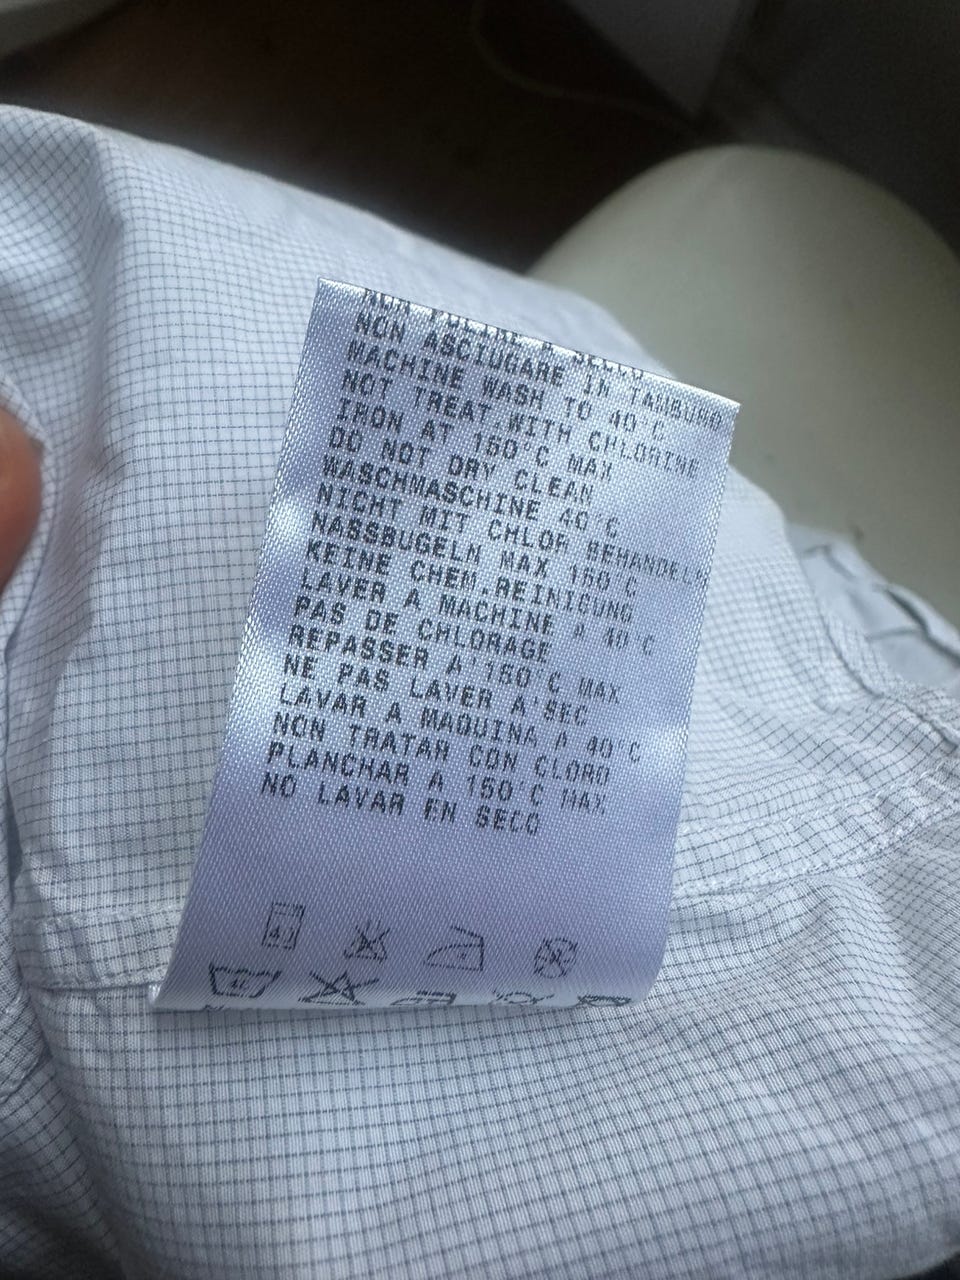 NON PULIRE A SECCO
NON ASCIUGARE IN TAMBURO
MACHINE WASH TO 40°C
NOT TREAT.WITH CHLORINE
IRON AT 150°C MAX
DO NOT DRY CLEAN
WASCHMASCHINE 40°C
NICHT MIT CHLOR BEHANDELN
NASSBUGELN MAX 150°C
KEINE CHEM.REINIGUNG
LAVER A MACHINE A 40°C
PAS DE CHLORAGE
REPASSER A'150°C MAX
NE PAS LAVER A'SEC
LAVAR A MAQUINA A 40°C
NON TRATAR CON CLORO
PLANCHAR A 150°C MAX
NO LAVAR EN SECO